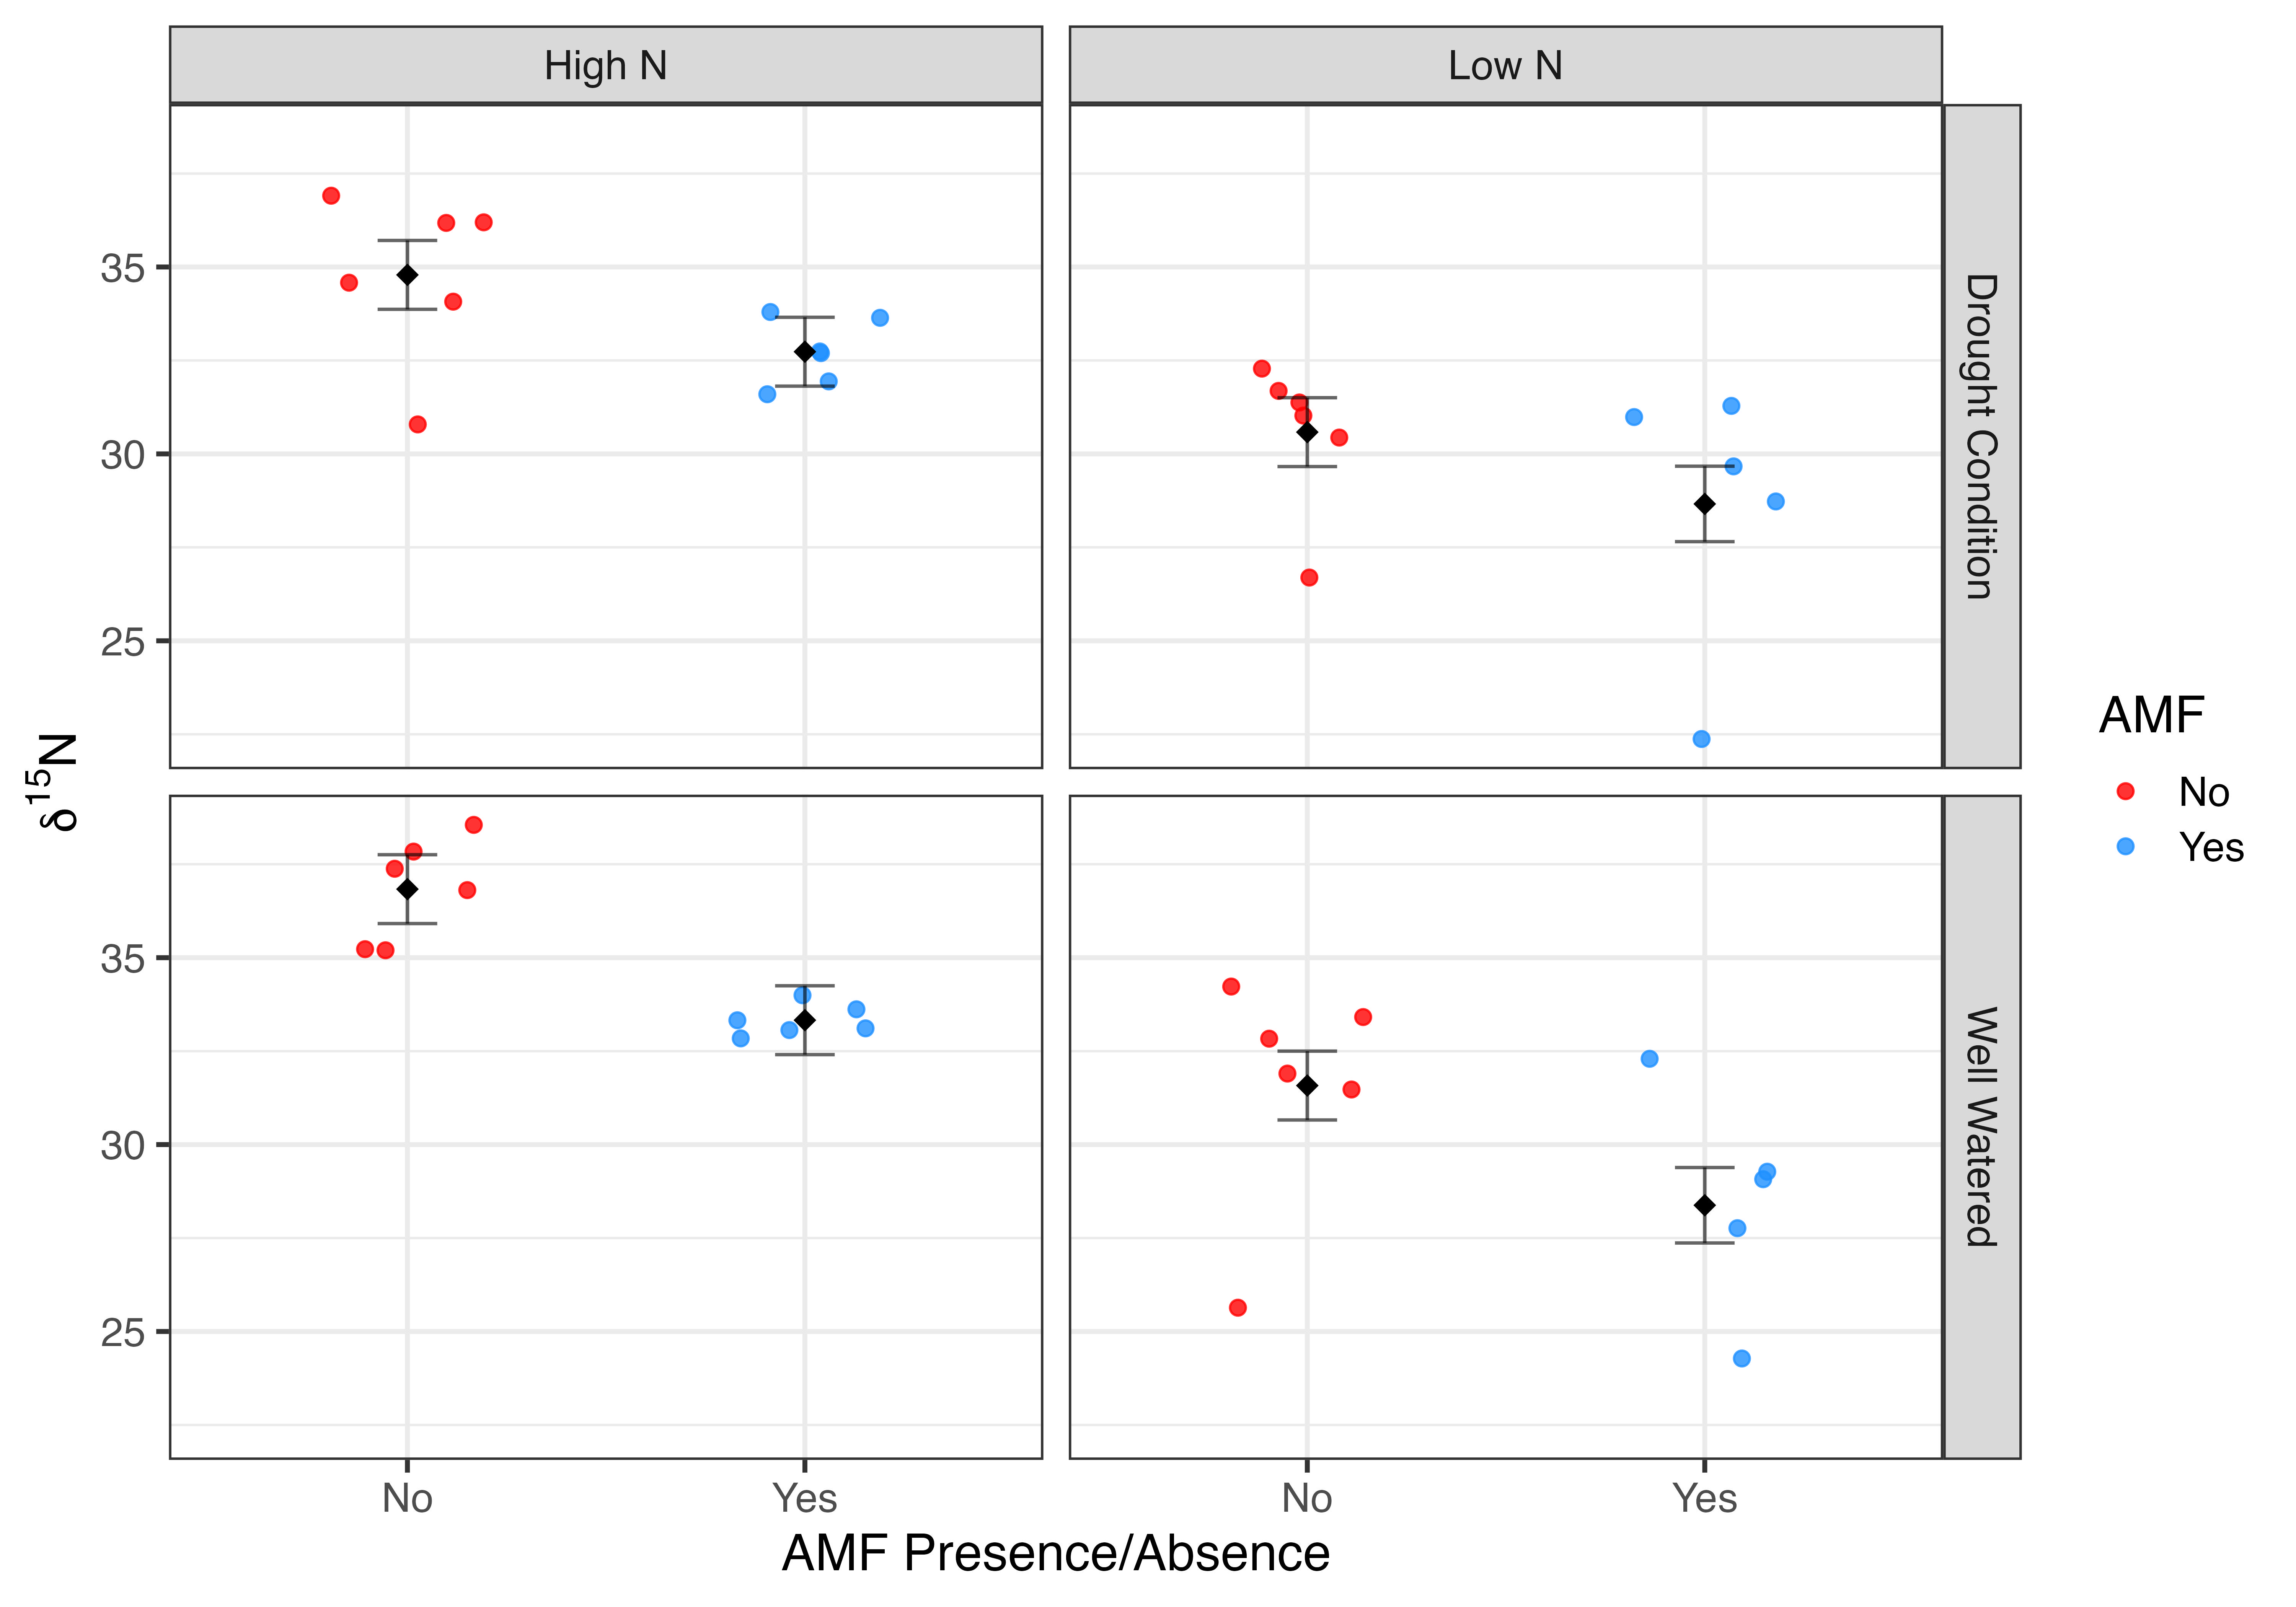 High N
Low N
35
30
25
Drought Condition
δ¹⁵N
35
30
25
Well Watered
No
Yes
No
Yes
AMF Presence/Absence
AMF
No
Yes